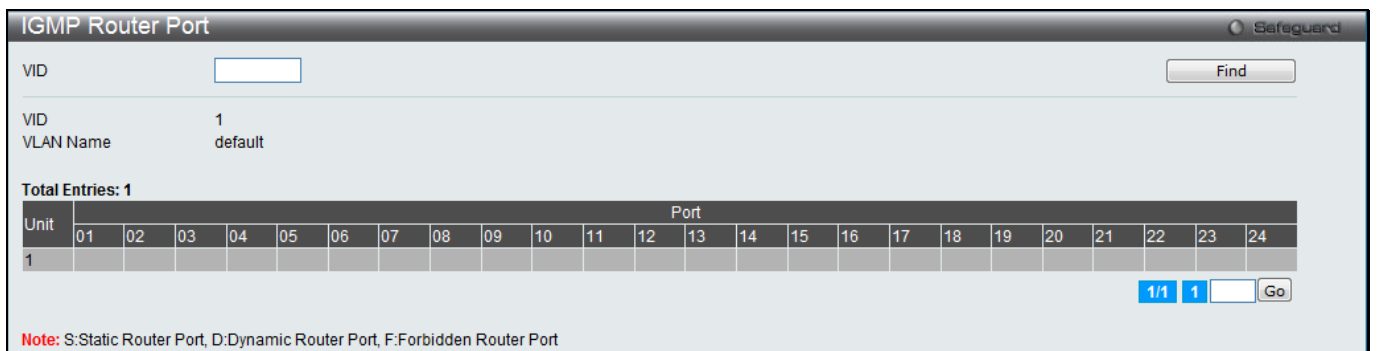 IGMP Router Port
Safeguard
VID
Find
VID 1
VLAN Name default
Total Entries: 1
Unit Port
01 02 03 04 05 06 07 08 09 10 11 12 13 14 15 16 17 18 19 20 21 22 23 24
1
1/1 1 Go
Note: S:Static Router Port, D:Dynamic Router Port, F:Forbidden Router Port